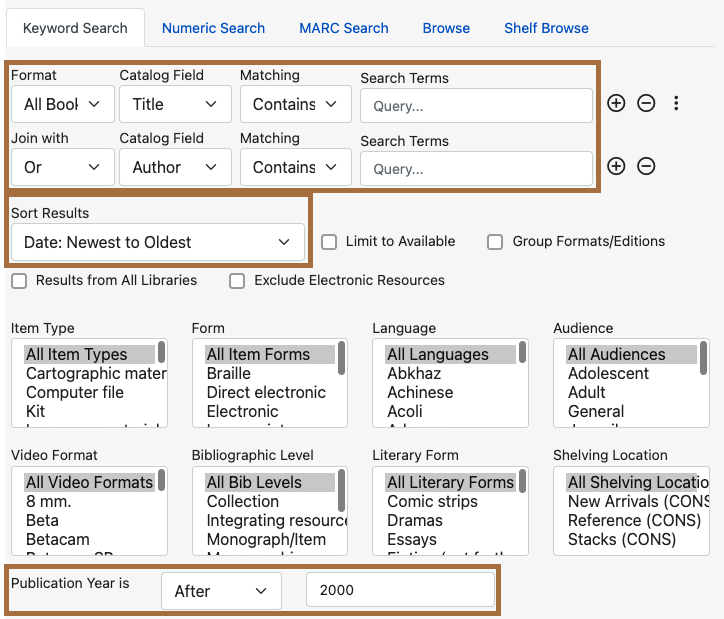 Keyword Search Numeric Search MARC Search Browse Shelf Browse
Format Catalog Field Matching Search Terms
All Book Title Contains Query...
Join with Catalog Field Matching Search Terms
Or Author Contains Query...
Sort Results
Date: Newest to Oldest Limit to Available Group Formats/Editions
Results from All Libraries Exclude Electronic Resources
Item Type Form Language Audience
All Item Types All Item Forms All Languages All Audiences
Cartographic mater Braille Abkhaz Adolescent
Computer file Direct electronic Achinese Adult
Kit Electronic Acoli General
Video Format Bibliographic Level Literary Form Shelving Location
All Video Formats All Bib Levels All Literary Forms All Shelving Locatio
8 mm. Collection Comic strips New Arrivals (CONS)
Beta Integrating resource Dramas Reference (CONS)
Betacam Monograph/Item Essays Stacks (CONS)
Publication Year is After 2000